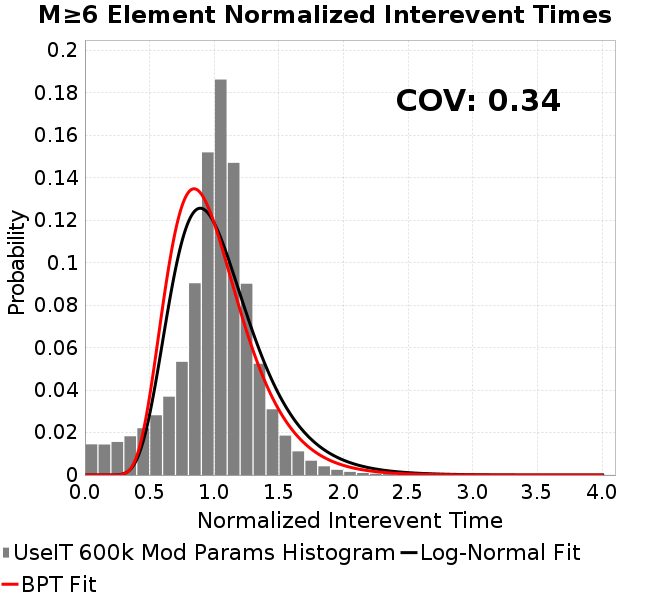 M≥6 Element Normalized Interevent Times
COV: 0.34
Probability
0.2
0.18
0.16
0.14
0.12
0.1
0.08
0.06
0.04
0.02
0
0.0 0.5 1.0 1.5 2.0 2.5 3.0 3.5 4.0
Normalized Interevent Time
UseIT 600k Mod Params Histogram Log-Normal Fit
BPT Fit